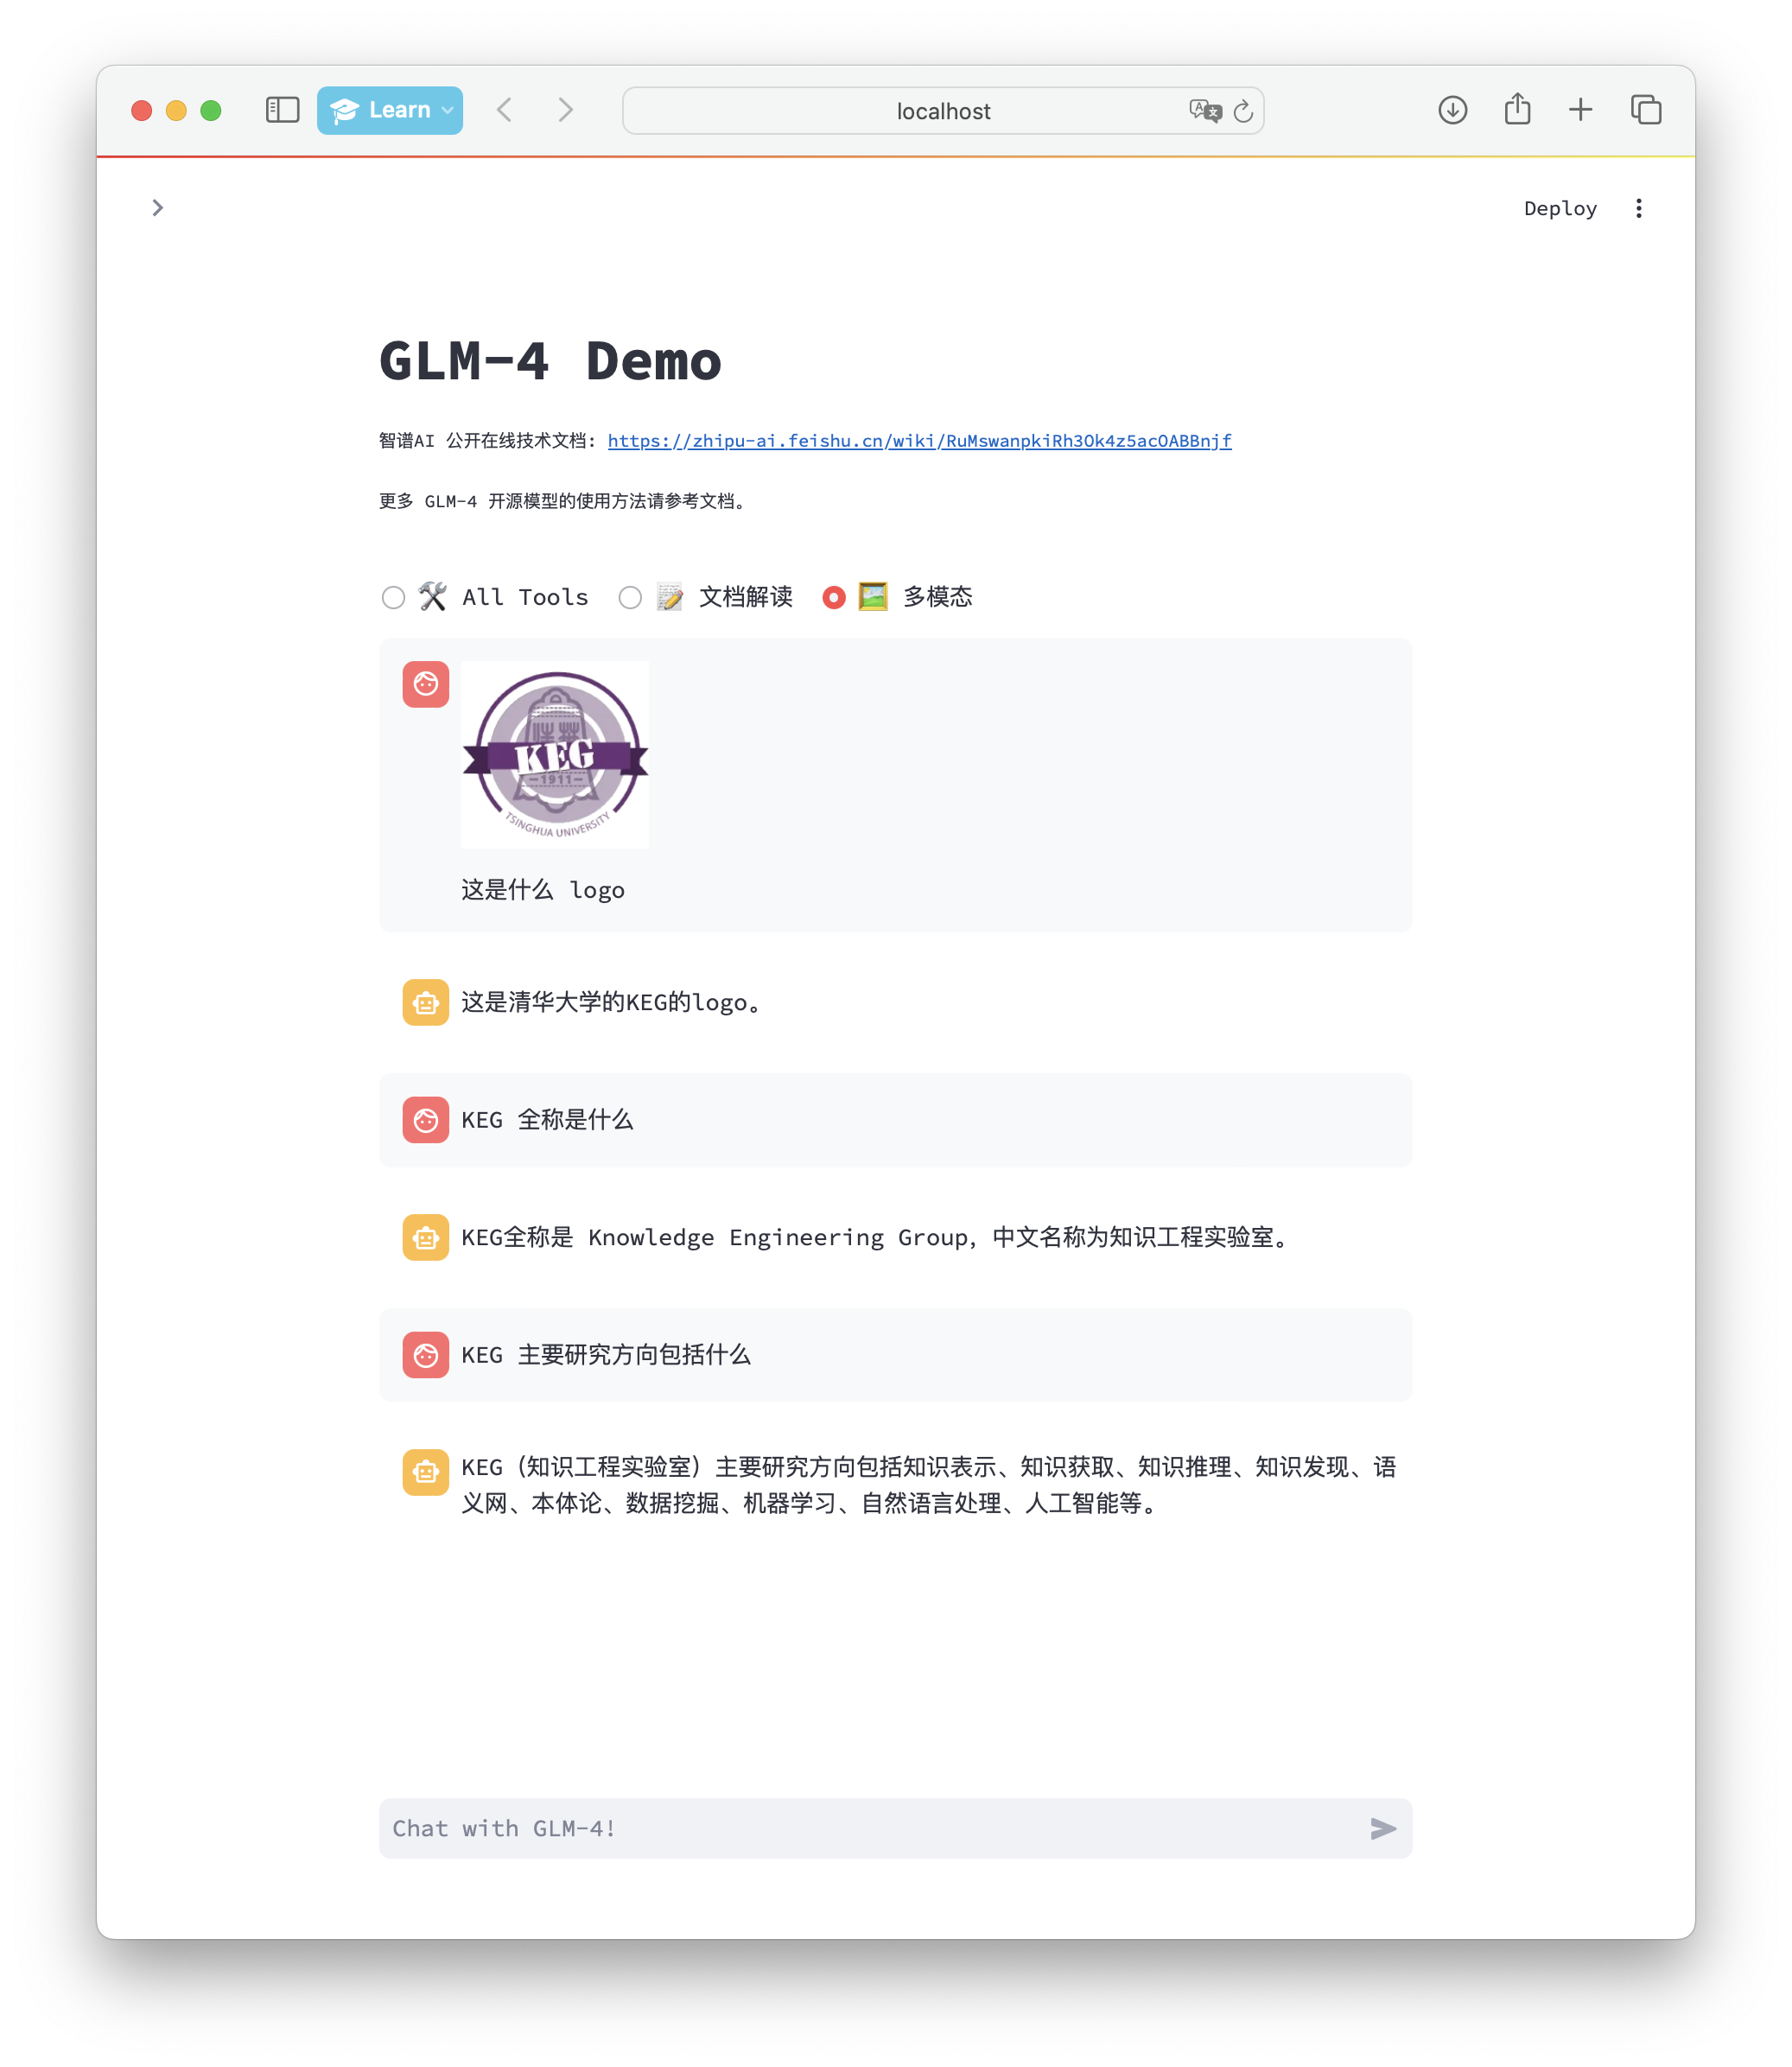 Learn
localhost
Deploy
GLM-4 Demo
智谱AI 公开在线技术文档: https://zhipu-ai.feishu.cn/wiki/RuMswanpkiRh3Ok4z5acOABBnjf
更多 GLM-4 开源模型的使用方法请参考文档。
All Tools 文档解读 多模态
KEG
-1911-
TSINGHUA UNIVERSITY
这是什么 logo
这是清华大学的KEG的logo。
KEG 全称是什么
KEG全称是 Knowledge Engineering Group, 中文名称为知识工程实验室。
KEG 主要研究方向包括什么
KEG（知识工程实验室）主要研究方向包括知识表示、知识获取、知识推理、知识发现、语
义网、本体论、数据挖掘、机器学习、自然语言处理、人工智能等。
Chat with GLM-4!